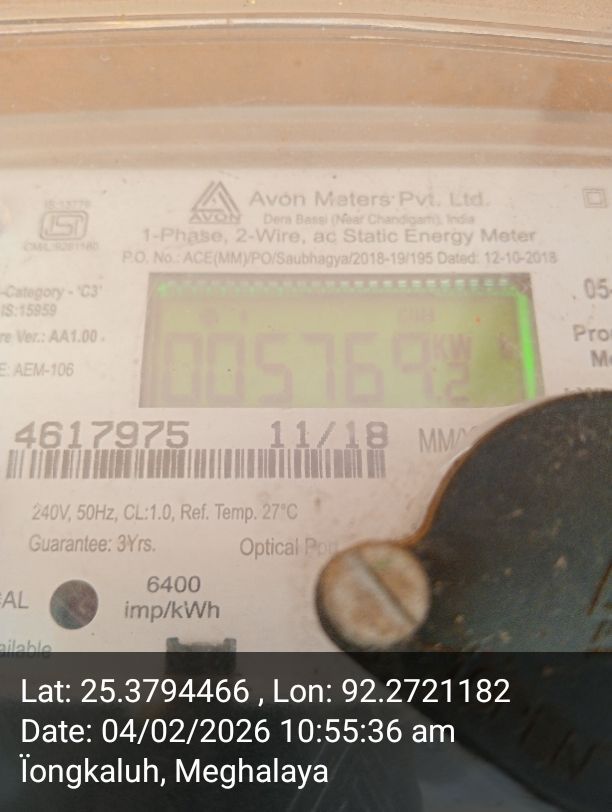 IS:13779
ISI
AVON
Avon Meters Pvt. Ltd.
Dera Bassi (Near Chandigarh), India
1-Phase, 2-Wire, ac Static Energy Meter
P.O. No.: ACE(MM)/PO/Saubhagya/2018-19/195 Dated: 12-10-2018
-Category - 'C3'
IS:15959
re Ver.: AA1.00
E: AEM-106
05-
CUM
005769.2
KW
4617975 11/18
240V, 50Hz, CL:1.0, Ref. Temp. 27°C
Guarantee: 3Yrs.
Optical Port
6400
imp/kWh
Lat: 25.3794466 , Lon: 92.2721182
Date: 04/02/2026 10:55:36 am
Ïongkaluh, Meghalaya